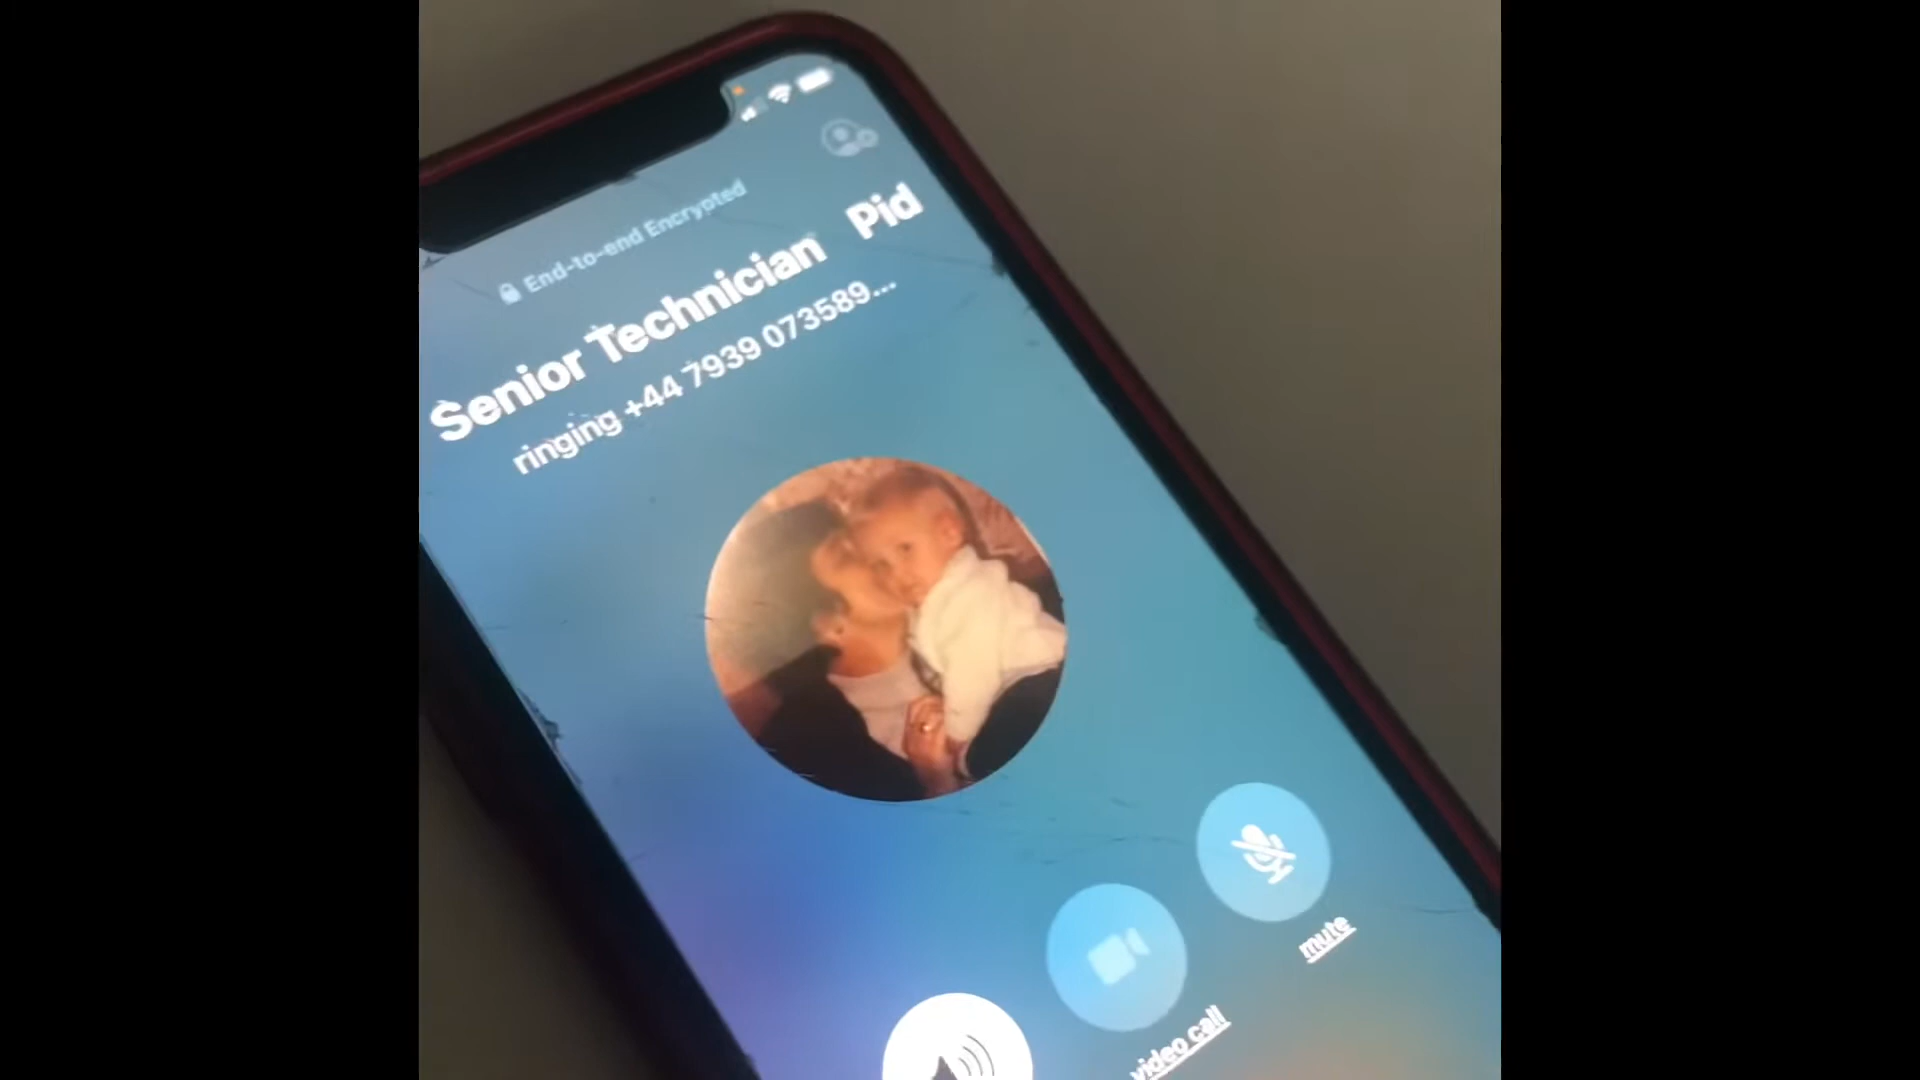 End-to-end Encrypted
Senior Technician Pid
ringing +44 7939 073589...
mute
video call